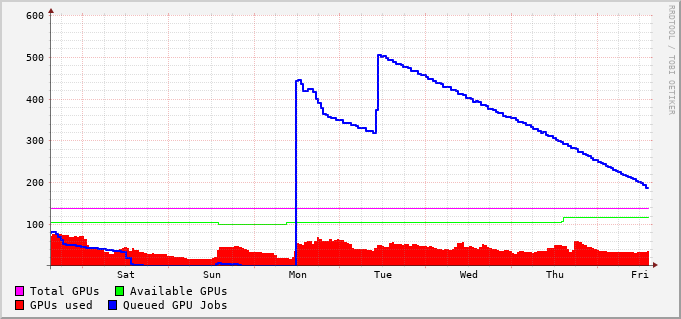 600
500
400
300
200
100
Sat Sun Mon Tue Wed Thu Fri
Total GPUs Available GPUs
GPUs used Queued GPU Jobs
RRDTOOL / TOBI OETIKER